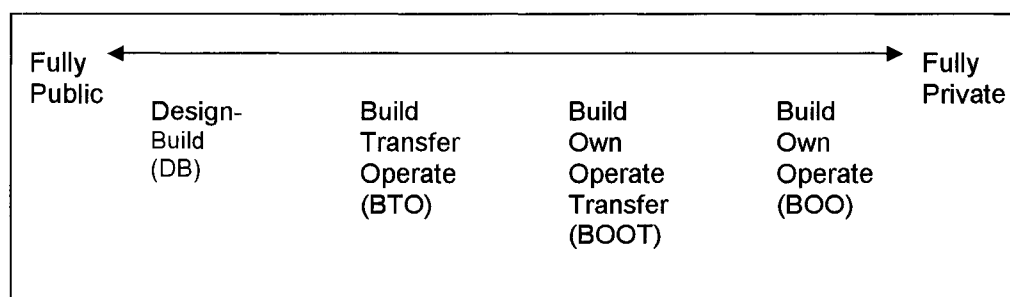 Fully
Public
Fully
Private
Design-
Build
(DB)
Build
Transfer
Operate
(BTO)
Build
Own
Operate
Transfer
(BOOT)
Build
Own
Operate
(BOO)